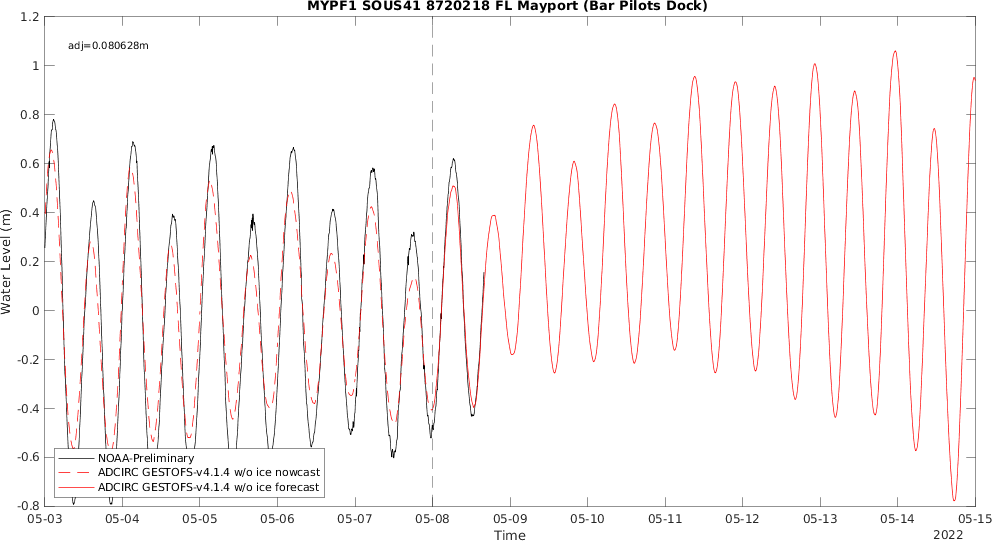 MYPF1 SOUS41 8720218 FL Mayport (Bar Pilots Dock)
adj=0.080628m
1.2
1
0.8
0.6
0.4
0.2
0
-0.2
-0.4
-0.6
-0.8
Water Level (m)
NOAA-Preliminary
ADCIRC GESTOFS-v4.1.4 w/o ice nowcast
ADCIRC GESTOFS-v4.1.4 w/o ice forecast
05-03 05-04 05-05 05-06 05-07 05-08 05-09 05-10 05-11 05-12 05-13 05-14 05-15
Time
2022